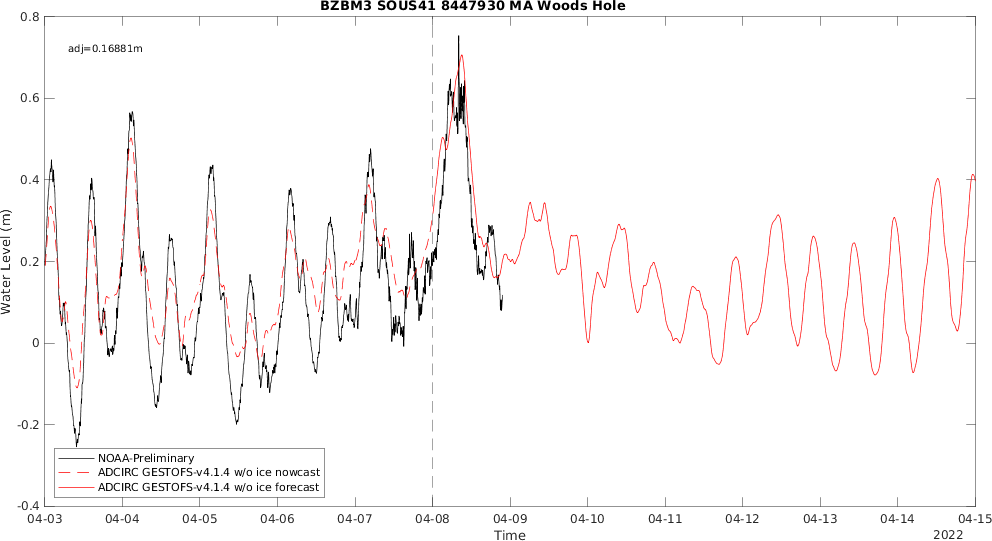 BZBM3 SOUS41 8447930 MA Woods Hole
adj=0.16881m
Water Level (m)
0.8
0.6
0.4
0.2
0
-0.2
-0.4
NOAA-Preliminary
ADCIRC GESTOFS-v4.1.4 w/o ice nowcast
ADCIRC GESTOFS-v4.1.4 w/o ice forecast
04-03 04-04 04-05 04-06 04-07 04-08 04-09 04-10 04-11 04-12 04-13 04-14 04-15
Time
2022